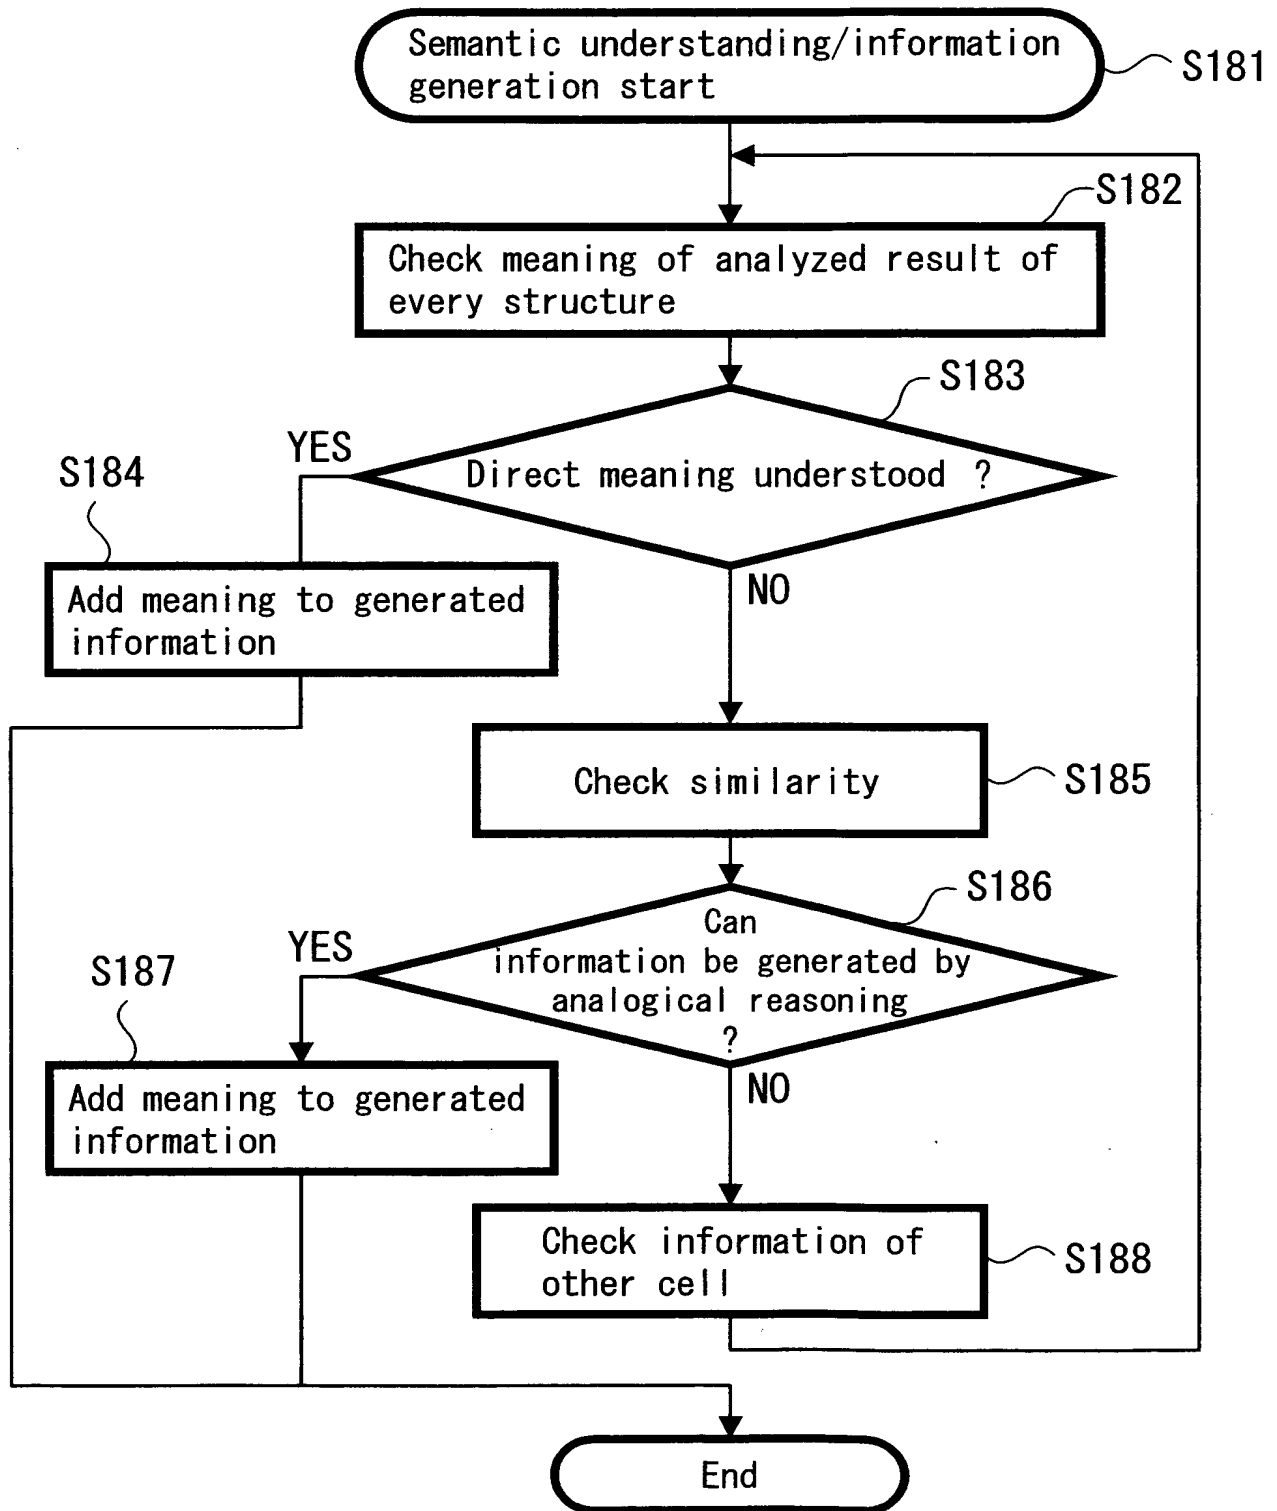 Semantic understanding/information
generation start
S181
S182
Check meaning of analyzed result of
every structure
S183
YES
Direct meaning understood ?
S184
NO
Add meaning to generated
information
Check similarity
S185
S186
Can
information be generated by
analogical reasoning
?
YES
S187
NO
Add meaning to generated
information
Check information of
other cell
S188
End